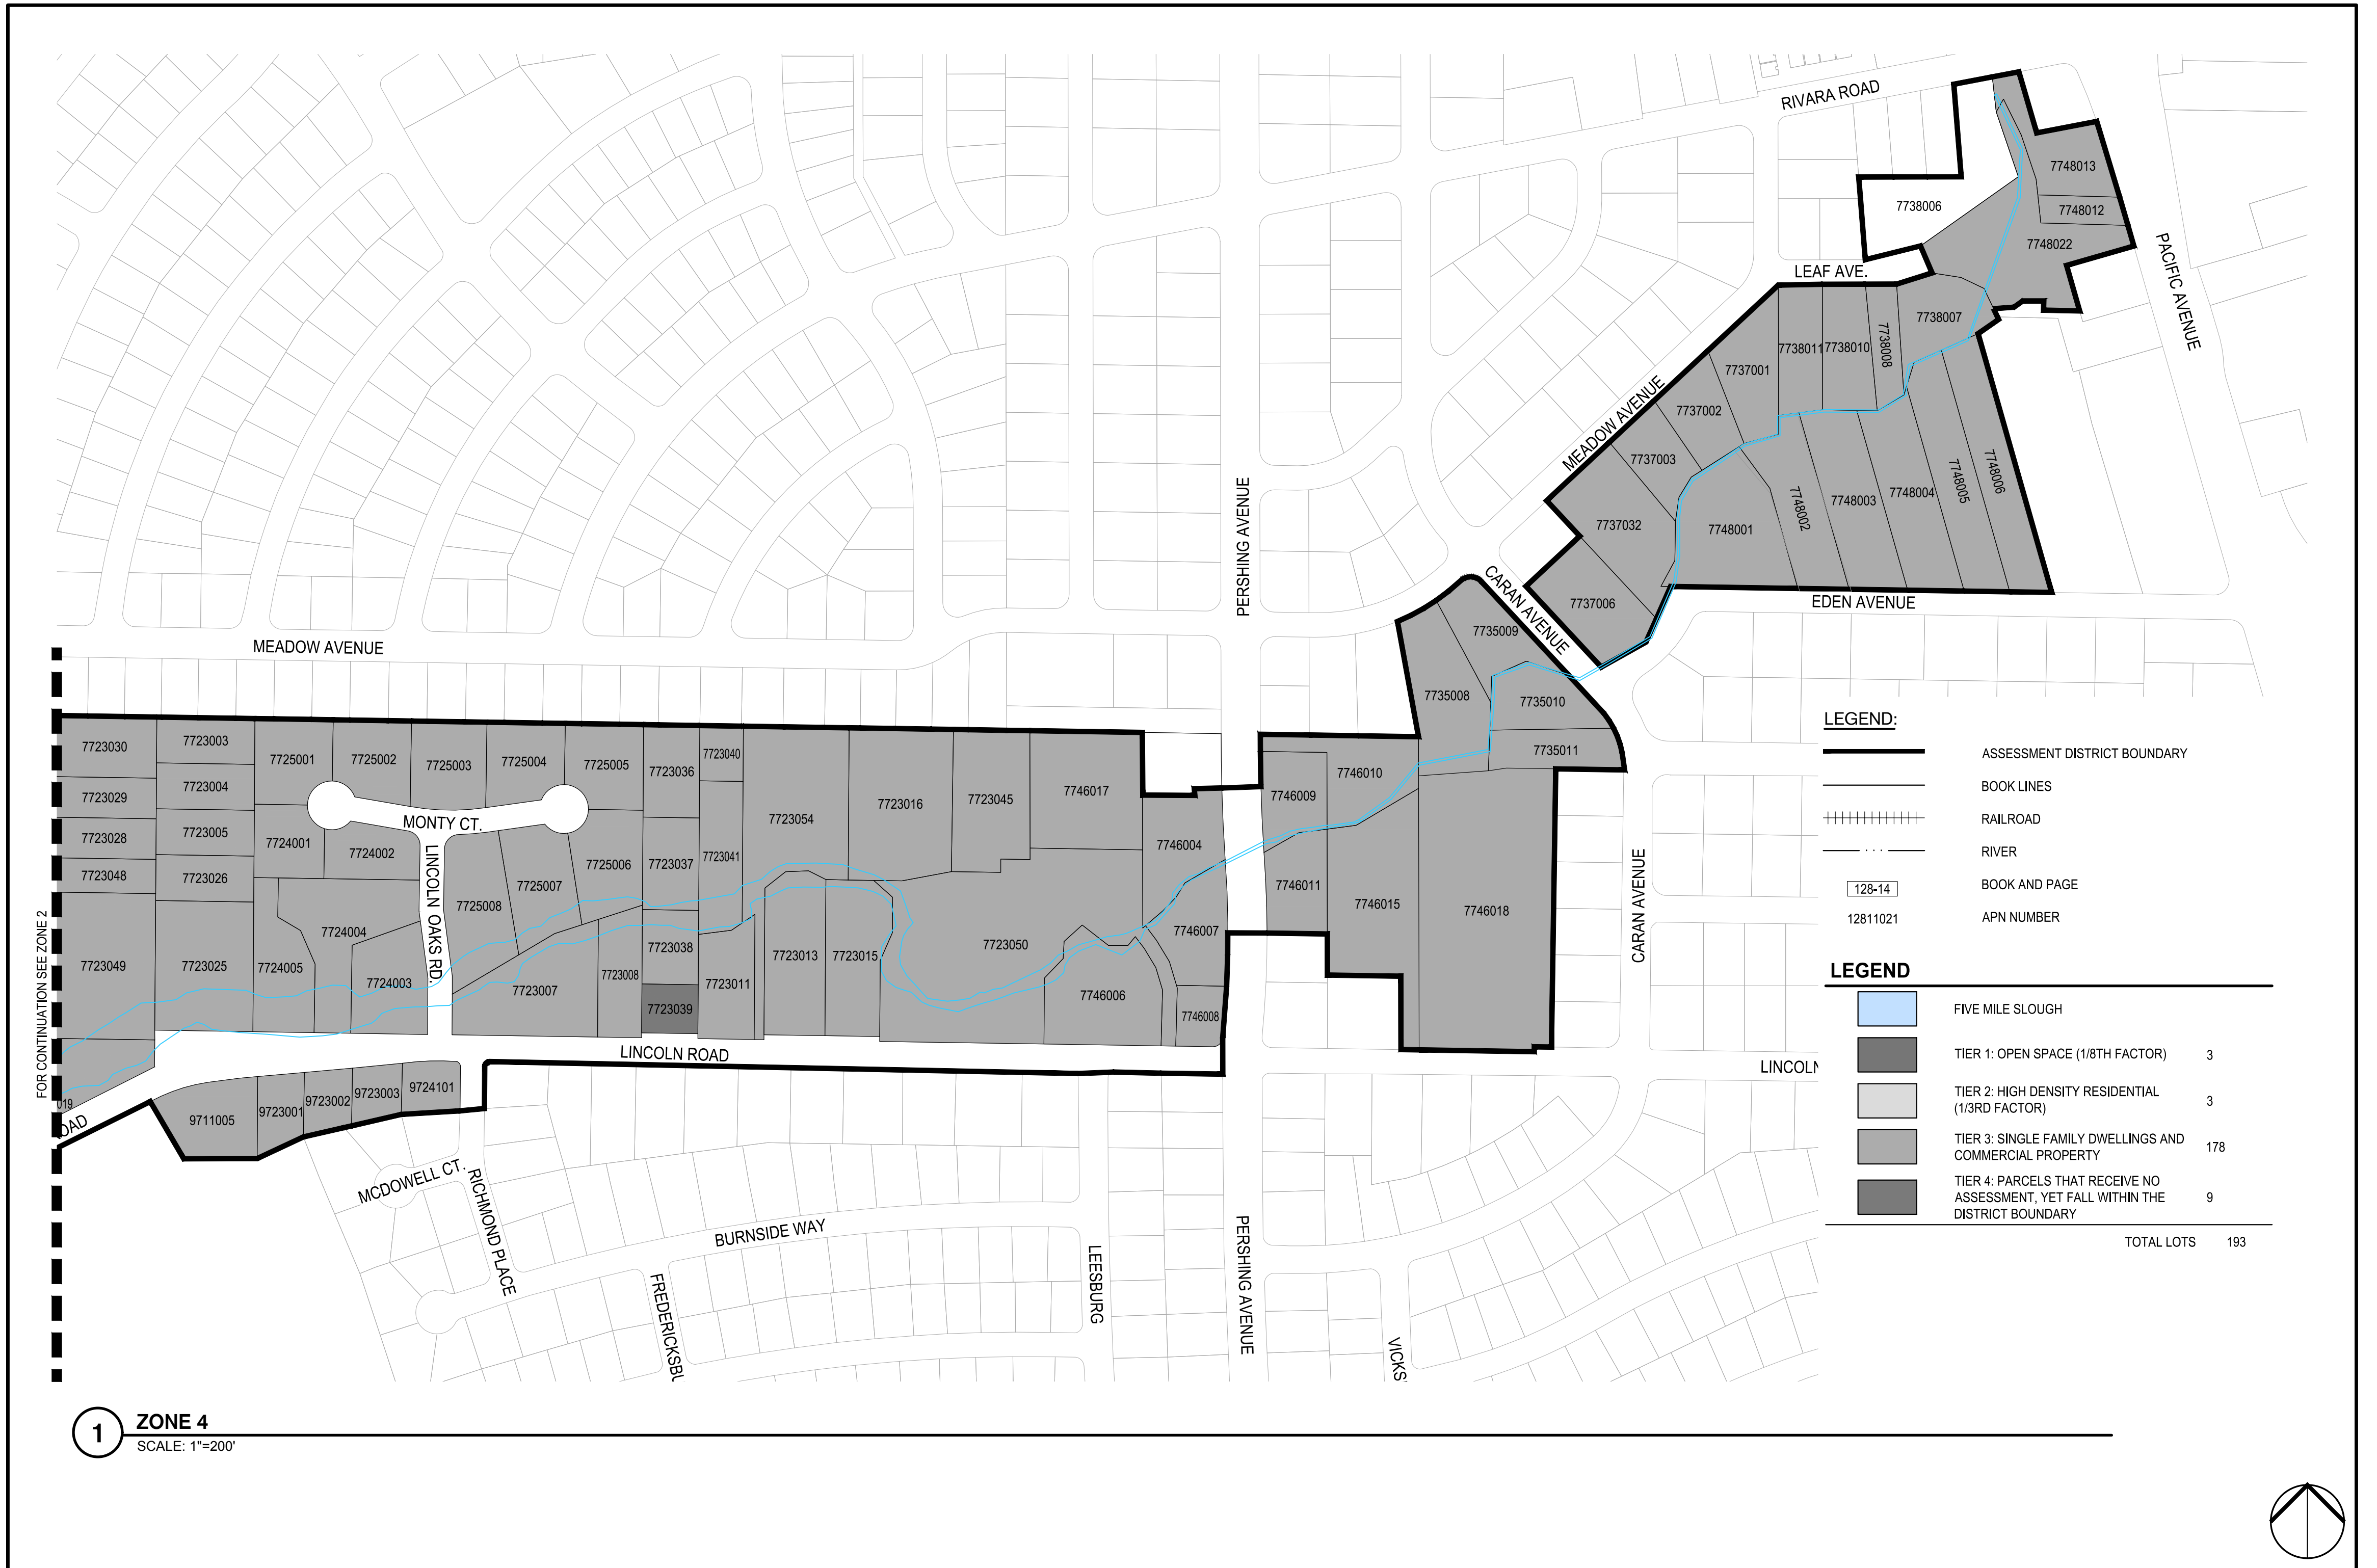 RIVARA ROAD
7748013
7738006
7748012
7748022
PACIFIC AVENUE
LEAF AVE.
7738007
7738011
7738010
7738008
7737001
MEADOW AVENUE
7737002
7737003
7748006
7748005
7748004
7748003
7748002
7748001
7737032
PERSHING AVENUE
CARAN AVENUE
7737006
EDEN AVENUE
7735009
MEADOW AVENUE
7735008
7735010
7735011
7723030
7723003
7725001
7725002
7725003
7725004
7725005
7723036
7723040
7723029
7723004
7723016
7723045
7746017
7746009
7746010
MONTY CT.
7723054
7723028
7723005
7724001
7724002
LINCOLN OAKS RD.
7725006
7723037
7723041
7746004
7723048
7723026
7725007
7725008
7746011
7746015
7746018
CARAN AVENUE
FOR CONTINUATION SEE ZONE 2
7724004
7723038
7723050
7746007
7723049
7723025
7724005
7724003
7723007
7723008
7723011
7723013
7723015
7746006
7723039
7746008
LINCOLN ROAD
LINCOLN
019
OAD
9711005
9723001
9723002
9723003
9724101
MCDOWELL CT.
RICHMOND PLACE
BURNSIDE WAY
FREDERICKSBU
LEESBURG
PERSHING AVENUE
VICKS
LEGEND:
ASSESSMENT DISTRICT BOUNDARY
BOOK LINES
RAILROAD
RIVER
128-14 BOOK AND PAGE
12811021 APN NUMBER
LEGEND
FIVE MILE SLOUGH
TIER 1: OPEN SPACE (1/8TH FACTOR) 3
TIER 2: HIGH DENSITY RESIDENTIAL
(1/3RD FACTOR) 3
TIER 3: SINGLE FAMILY DWELLINGS AND
COMMERCIAL PROPERTY 178
TIER 4: PARCELS THAT RECEIVE NO
ASSESSMENT, YET FALL WITHIN THE 9
DISTRICT BOUNDARY
TOTAL LOTS 193
1 ZONE 4
SCALE: 1"=200'